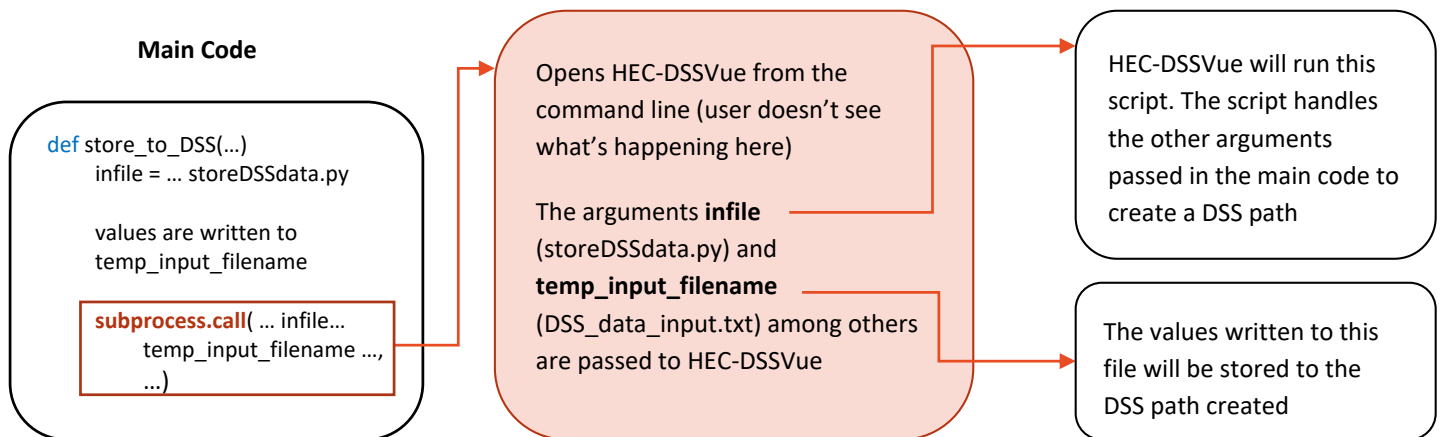 Main Code
def store_to_DSS(…)
infile = … storeDSSdata.py
values are written to
temp_input_filename
subprocess.call( … infile…
temp_input_filename …,
…)
Opens HEC-DSSVue from the
command line (user doesn’t see
what’s happening here)
The arguments infile
(storeDSSdata.py) and
temp_input_filename
(DSS_data_input.txt) among others
are passed to HEC-DSSVue
HEC-DSSVue will run this
script. The script handles
the other arguments
passed in the main code to
create a DSS path
The values written to this
file will be stored to the
DSS path created